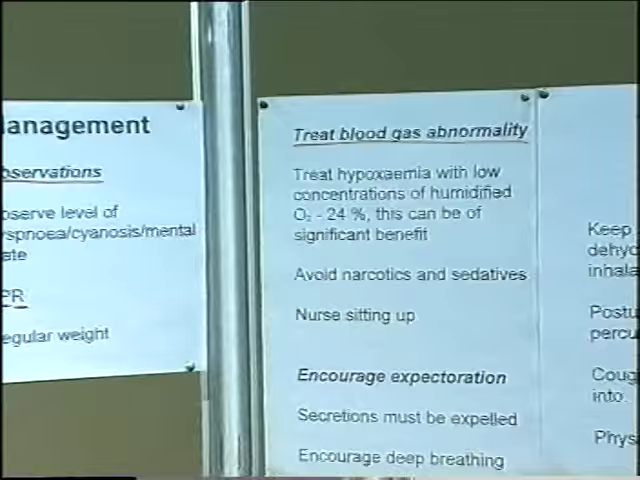 anagement
bservations
bserve level of
yspnoea/cyanosis/mental
ate
PR
egular weight
Treat blood gas abnormality
Treat hypoxaemia with low
concentrations of humidified
O₂ - 24 %, this can be of
significant benefit
Avoid narcotics and sedatives
Nurse sitting up
Encourage expectoration
Secretions must be expelled
Encourage deep breathing
Keep
dehyd
inhala
Postu
percu
Coug
into.
Physi